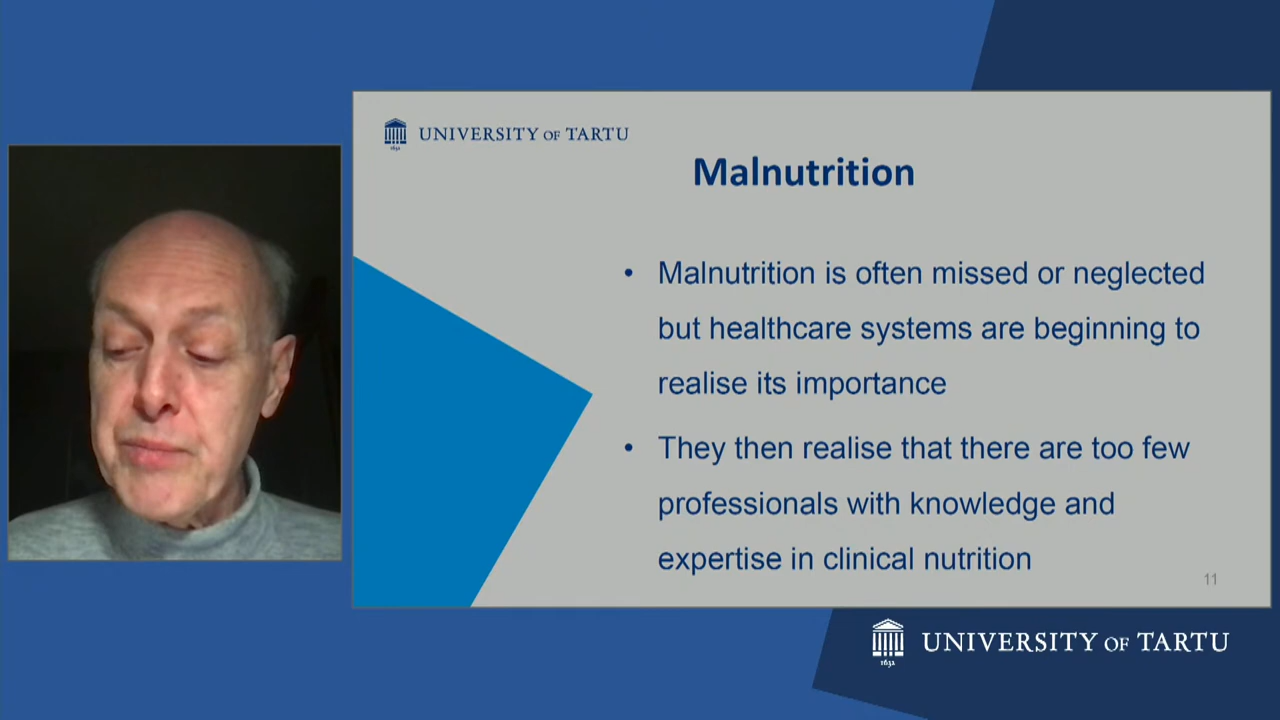 UNIVERSITY OF TARTU
1632
Malnutrition
• Malnutrition is often missed or neglected
but healthcare systems are beginning to
realise its importance
• They then realise that there are too few
professionals with knowledge and
expertise in clinical nutrition
11
UNIVERSITY OF TARTU
1632